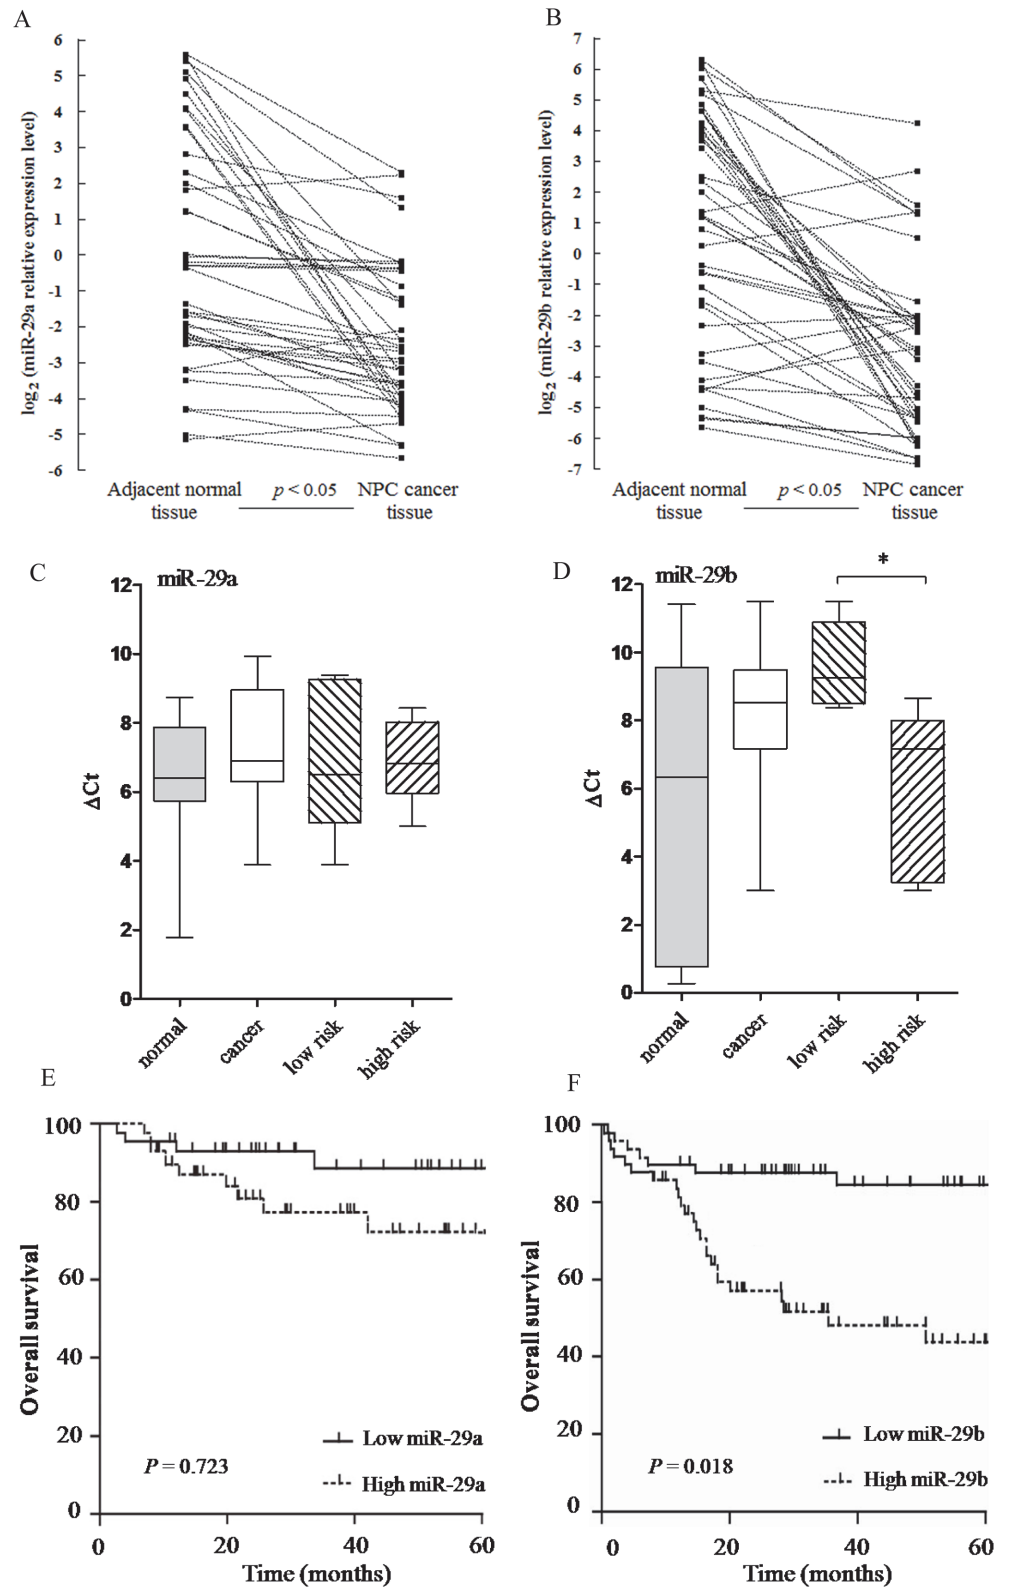 A
6
5
4
3
2
1
0
-1
-2
-3
-4
-5
-6
log2 (miR-29a relative expression level)
Adjacent normal
tissue
p < 0.05
NPC cancer
tissue
B
7
6
5
4
3
2
1
0
-1
-2
-3
-4
-5
-6
-7
log2 (miR-29b relative expression level)
Adjacent normal
tissue
p < 0.05
NPC cancer
tissue
C
miR-29a
12
10
8
6
4
2
0
ΔCt
normal
cancer
low risk
high risk
D
miR-29b
*
12
10
8
6
4
2
0
ΔCt
normal
cancer
low risk
high risk
E
100
80
60
40
20
0
Overall survival
Low miR-29a
High miR-29a
P = 0.723
0 20 40 60
Time (months)
F
100
80
60
40
20
0
Overall survival
Low miR-29b
High miR-29b
P = 0.018
0 20 40 60
Time (months)